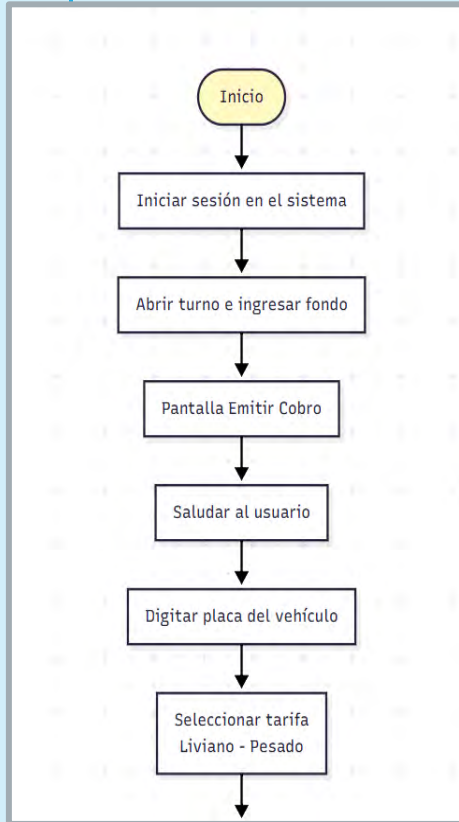 Inicio
Iniciar sesión en el sistema
Abrir turno e ingresar fondo
Pantalla Emitir Cobro
Saludar al usuario
Digitar placa del vehículo
Seleccionar tarifa
Liviano - Pesado